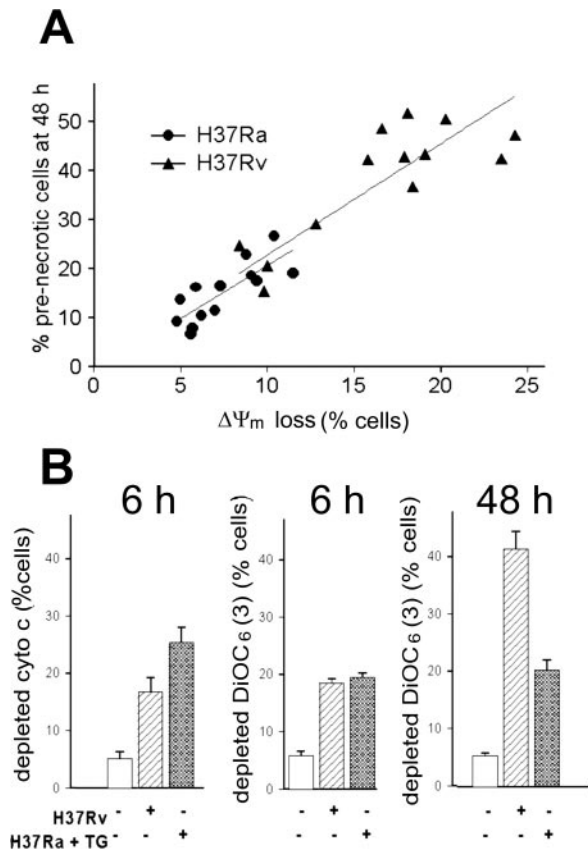 A
% pre-necrotic cells at 48 h
50
40
30
20
10
0
H37Ra
H37Rv
0 5 10 15 20 25
ΔΨm loss (% cells)
B
6 h 6 h 48 h
depleted cyto c (%cells)
40
20
10
0
depleted DiOC6 (3) (% cells)
40
30
20
10
0
depleted DiOC6 (3) (% cells)
40
30
20
10
0
H37Rv - + - - + - - + -
H37Ra + TG - - + - - + - - +